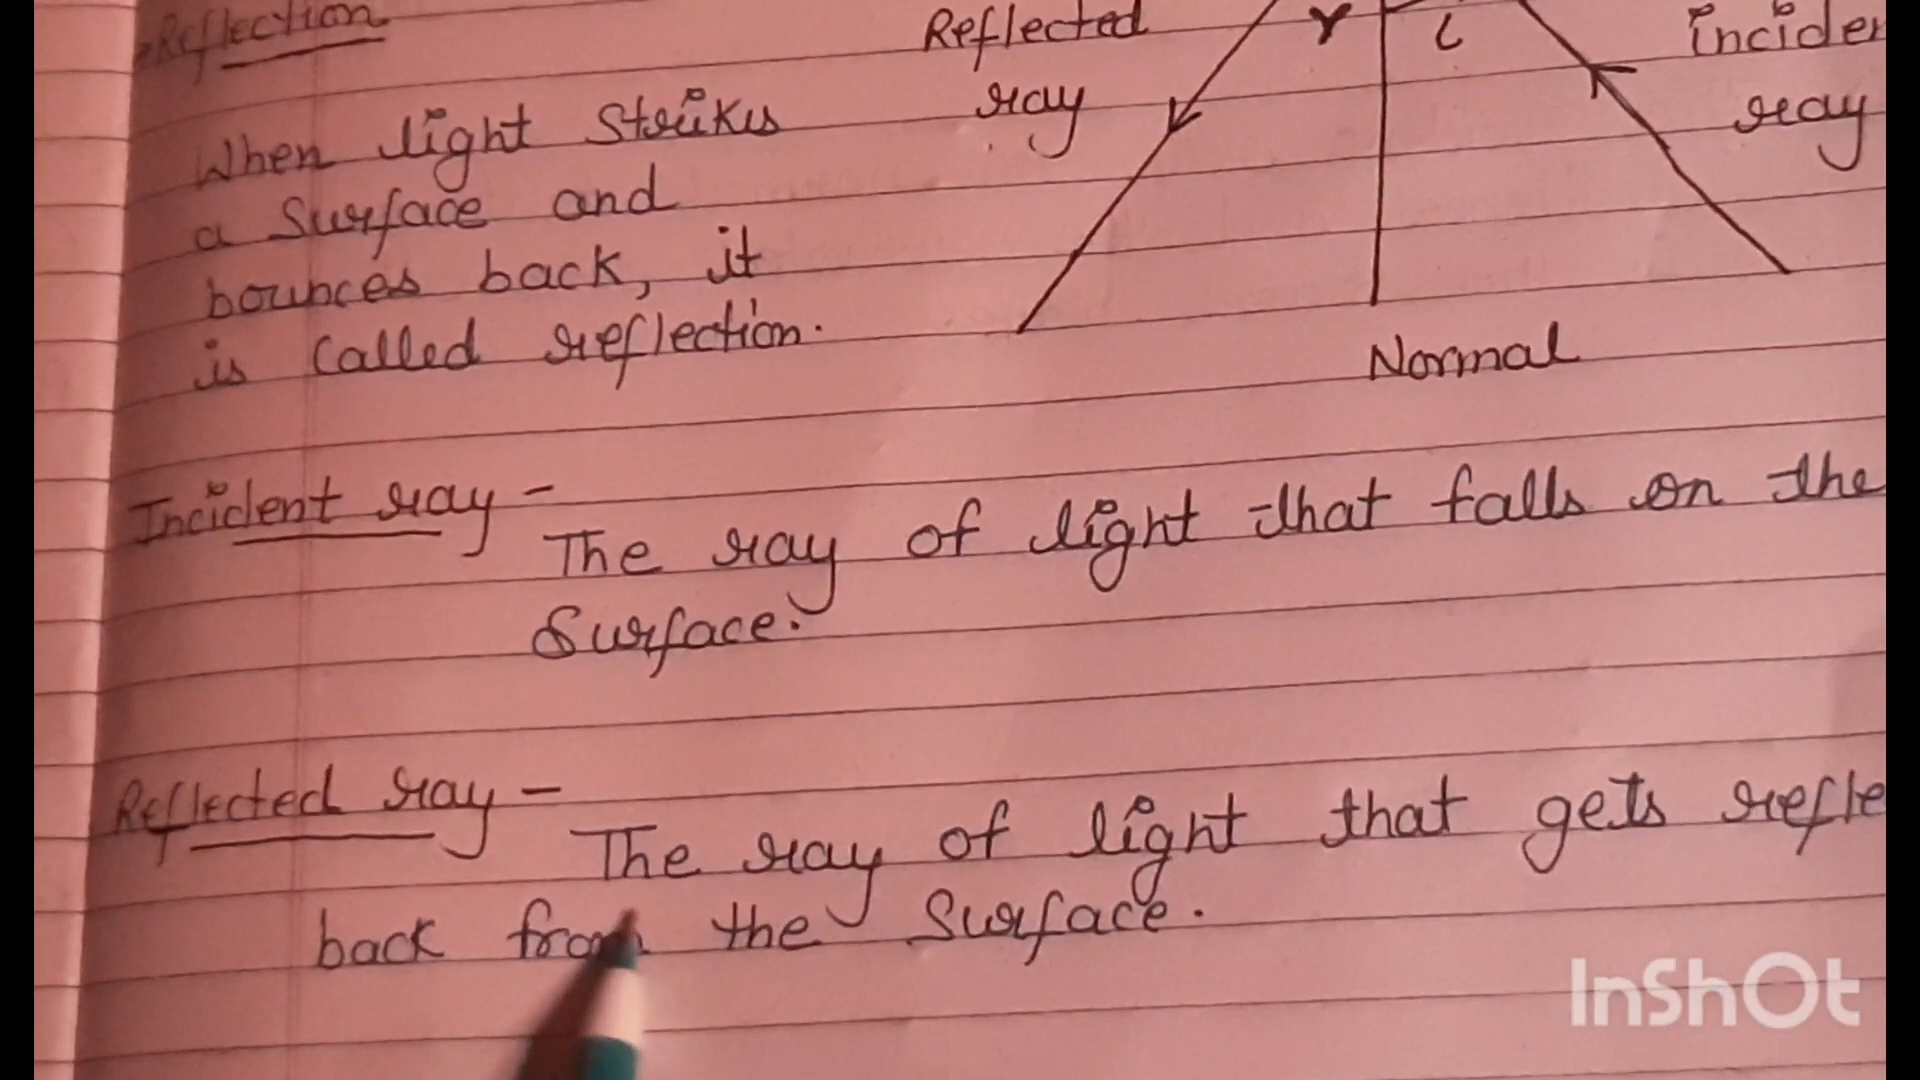 Reflection
When light strikes
a Surface and
bounces back, it
is Called reflection.
Reflected
ray
r
i
inciden
ray
Normal
Incident ray -
The ray of light that falls on the
Surface.
Reflected ray -
The ray of light that gets refle
back from the Surface.
InShOt